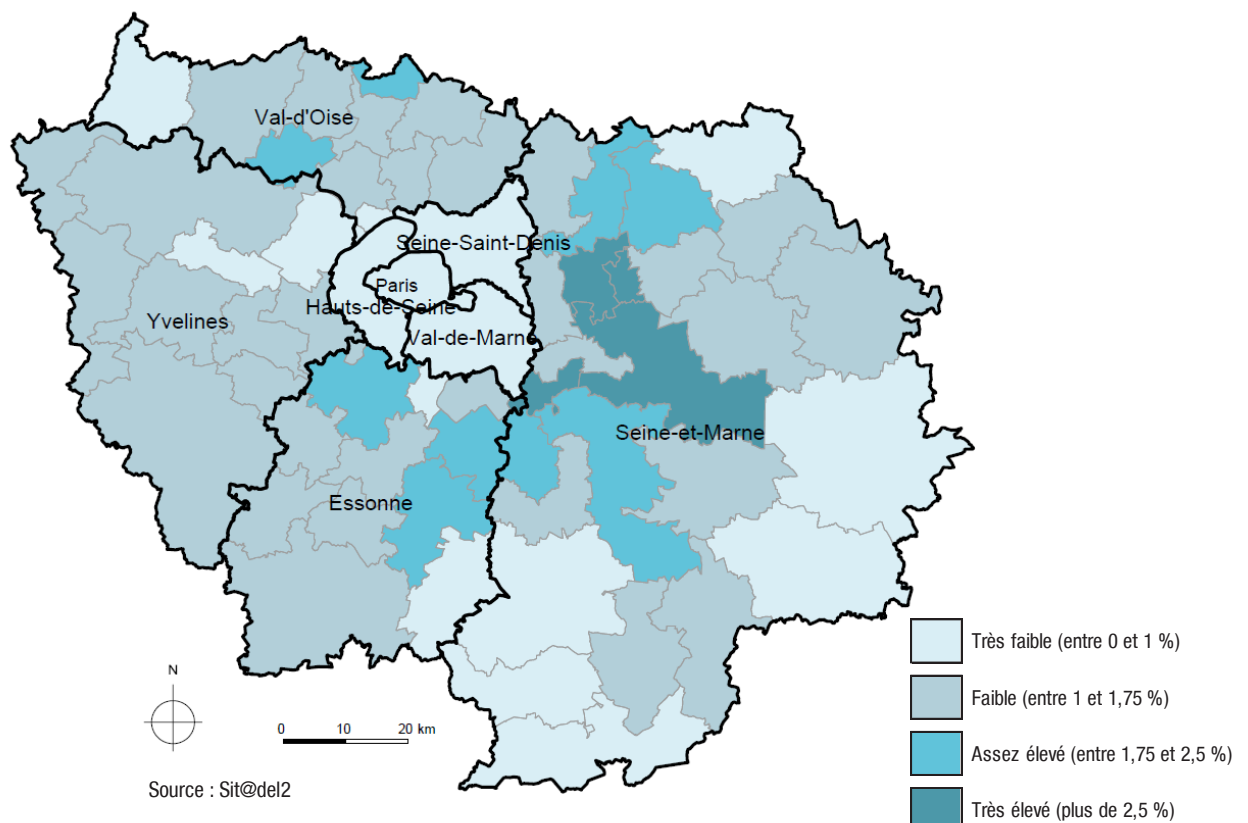 Val-d'Oise
Seine-Saint-Denis
Paris
Hauts-de-Seine
Yvelines
Val-de-Marne
Seine-et-Marne
Essonne
Très faible (entre 0 et 1 %)
N
Faible (entre 1 et 1,75 %)
0 10 20 km
Assez élevé (entre 1,75 et 2,5 %)
Source : Sit@del2
Très élevé (plus de 2,5 %)